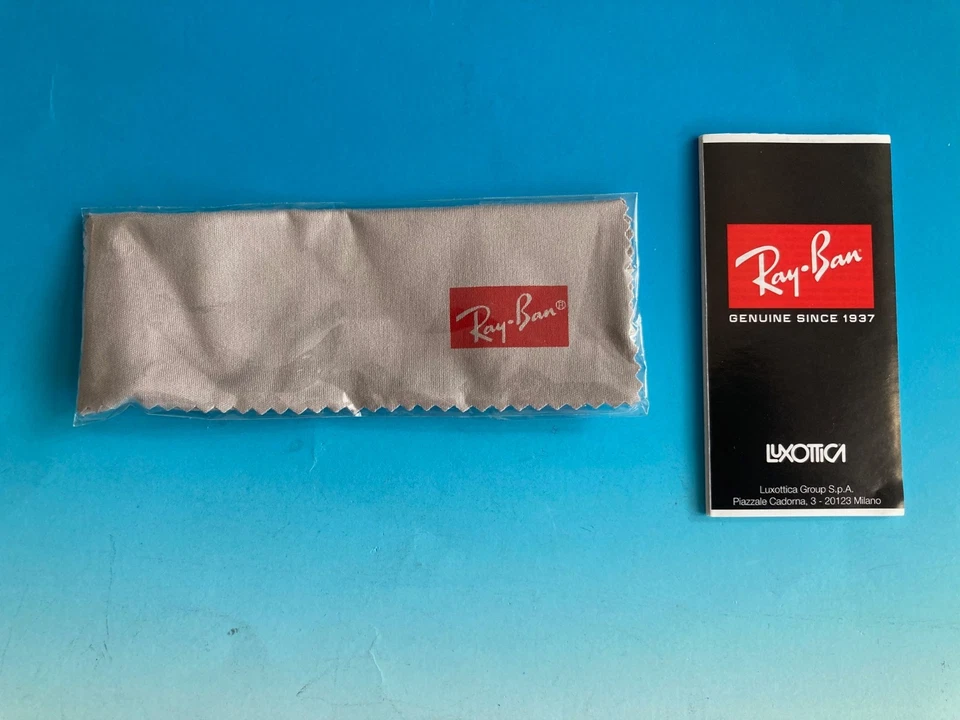 Ray-Ban®
Ray-Ban
GENUINE SINCE 1937
LUXOTTICA
Luxottica Group S.p.A.
Piazzale Cadorna, 3 - 20123 Milano